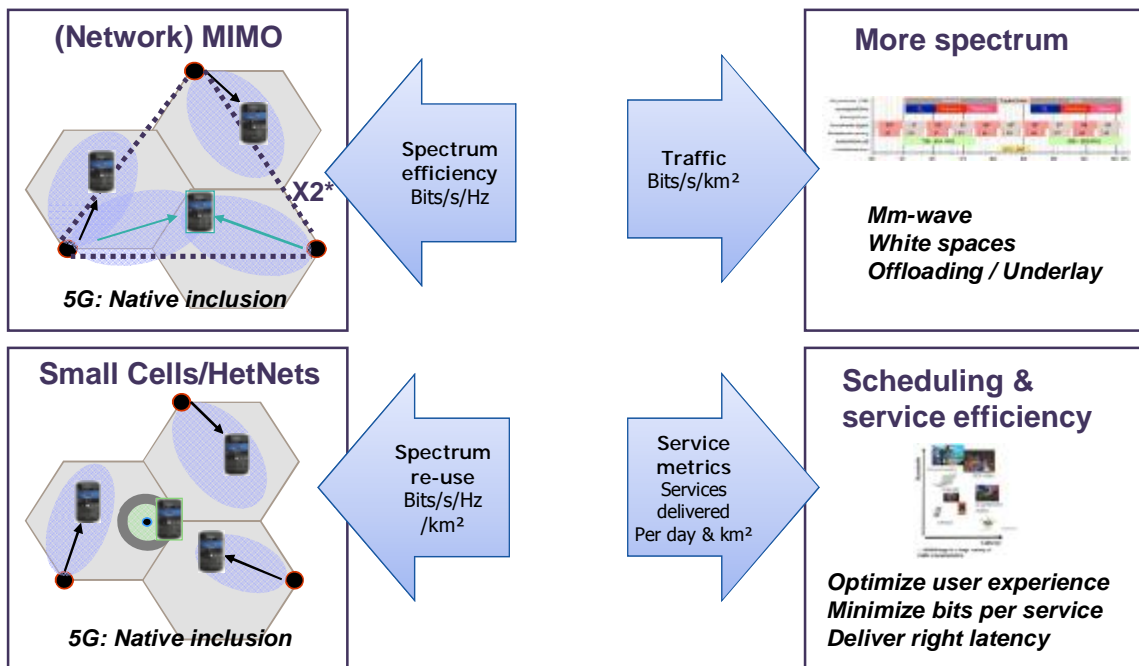 (Network) MIMO
X2*
5G: Native inclusion
Spectrum
efficiency
Bits/s/Hz
Traffic
Bits/s/km²
More spectrum
Mm-wave
White spaces
Offloading / Underlay
Small Cells/HetNets
5G: Native inclusion
Spectrum
re-use
Bits/s/Hz
/km²
Service
metrics
Services
delivered
Per day & km²
Scheduling &
service efficiency
Optimize user experience
Minimize bits per service
Deliver right latency